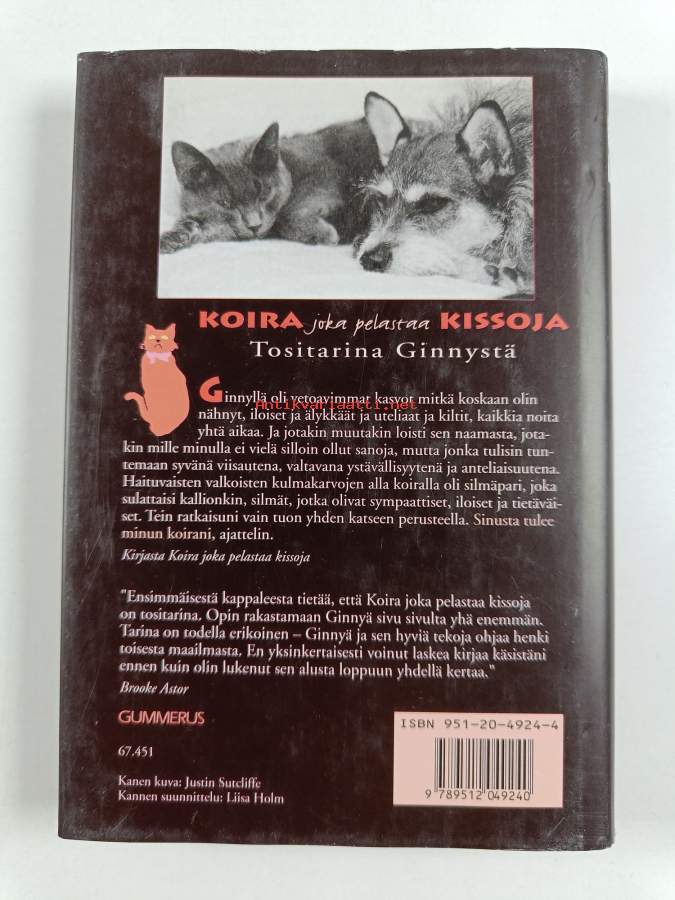 KOIRA joka pelastaa KISSOJA
Tositarina Ginnystä
Ginnyllä oli vetoavimmat kasvot mitkä koskaan olin
Antikvariaatti.net
nähnyt, iloiset ja älykkäät ja uteliaat ja kiltit, kaikkia noita
yhtä aikaa. Ja jotakin muutakin loisti sen naamasta, jota-
kin mille minulla ei vielä silloin ollut sanoja, mutta jonka tulisin tun-
temaan syvänä viisautena, valtavana ystävällisyytenä ja anteliaisuutena.
Haituvaisten valkoisten kulmakarvojen alla koiralla oli silmäpari, joka
sulattaisi kallionkin, silmät, jotka olivat sympaattiset, iloiset ja tietäväi-
set. Tein ratkaisuni vain tuon yhden katseen perusteella. Sinusta tulee
minun koirani, ajattelin.
Kirjasta Koira joka pelastaa kissoja
"Ensimmäisestä kappaleesta tietää, että Koira joka pelastaa kissoja
on tositarina. Opin rakastamaan Ginnyä sivu sivulta yhä enemmän.
Tarina on todella erikoinen – Ginnyä ja sen hyviä tekoja ohjaa henki
toisesta maailmasta. En yksinkertaisesti voinut laskea kirjaa käsistäni
ennen kuin olin lukenut sen alusta loppuun yhdellä kertaa."
Brooke Astor
GUMMERUS
ISBN 951-20-4924-4
67.451
Kanen kuva: Justin Sutcliffe
Kannen suunnittelu: Liisa Holm
9 789512 049240